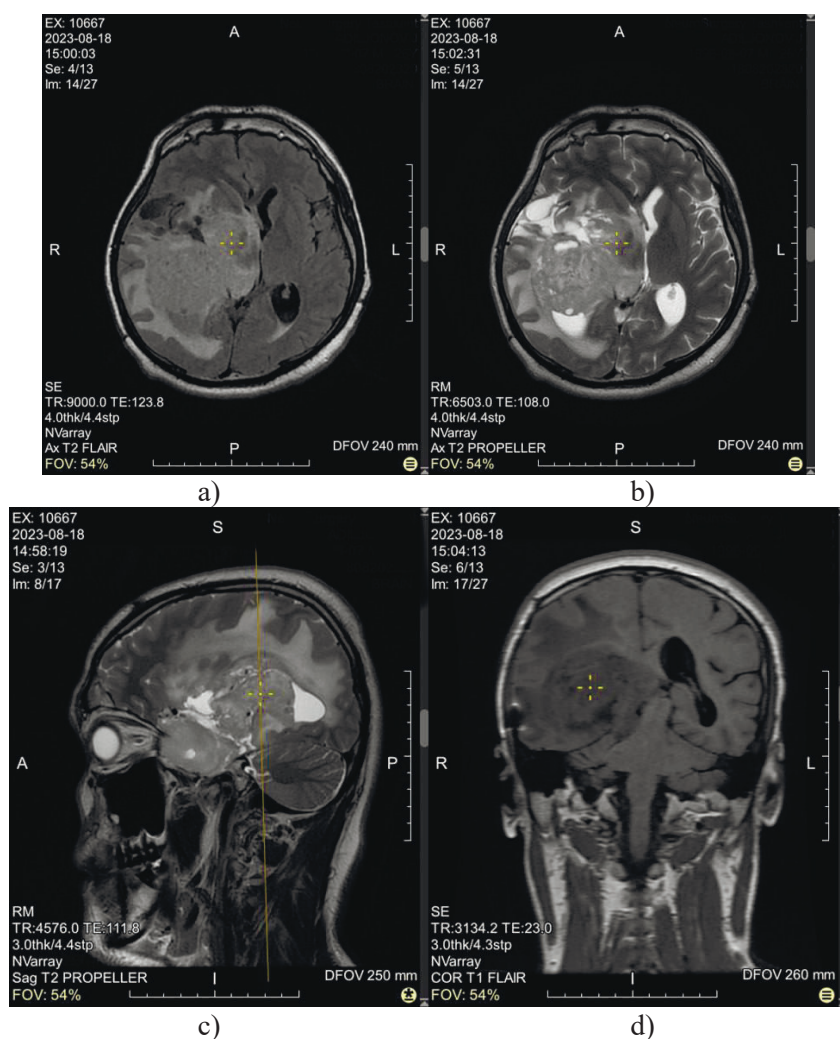 EX: 10667
2023-08-18
15:00:03
Se: 4/13
Im: 14/27
A
R
L
SE
TR:9000.0 TE:123.8
4.0thk/4.4stp
NVarray
Ax T2 FLAIR
FOV: 54%
P
DFOV 240 mm
a)
EX: 10667
2023-08-18
15:02:31
Se: 5/13
Im: 14/27
A
R
L
RM
TR:6503.0 TE:108.0
4.0thk/4.4stp
NVarray
Ax T2 PROPELLER
FOV: 54%
P
DFOV 240 mm
b)
EX: 10667
2023-08-18
14:58:19
Se: 3/13
Im: 8/17
S
A
P
RM
TR:4576.0 TE:111.8
3.0thk/4.4stp
NVarray
Sag T2 PROPELLER
FOV: 54%
I
DFOV 250 mm
c)
EX: 10667
2023-08-18
15:04:13
Se: 6/13
Im: 17/27
S
R
L
SE
TR:3134.2 TE:23.0
3.0thk/4.3stp
NVarray
COR T1 FLAIR
FOV: 54%
I
DFOV 260 mm
d)